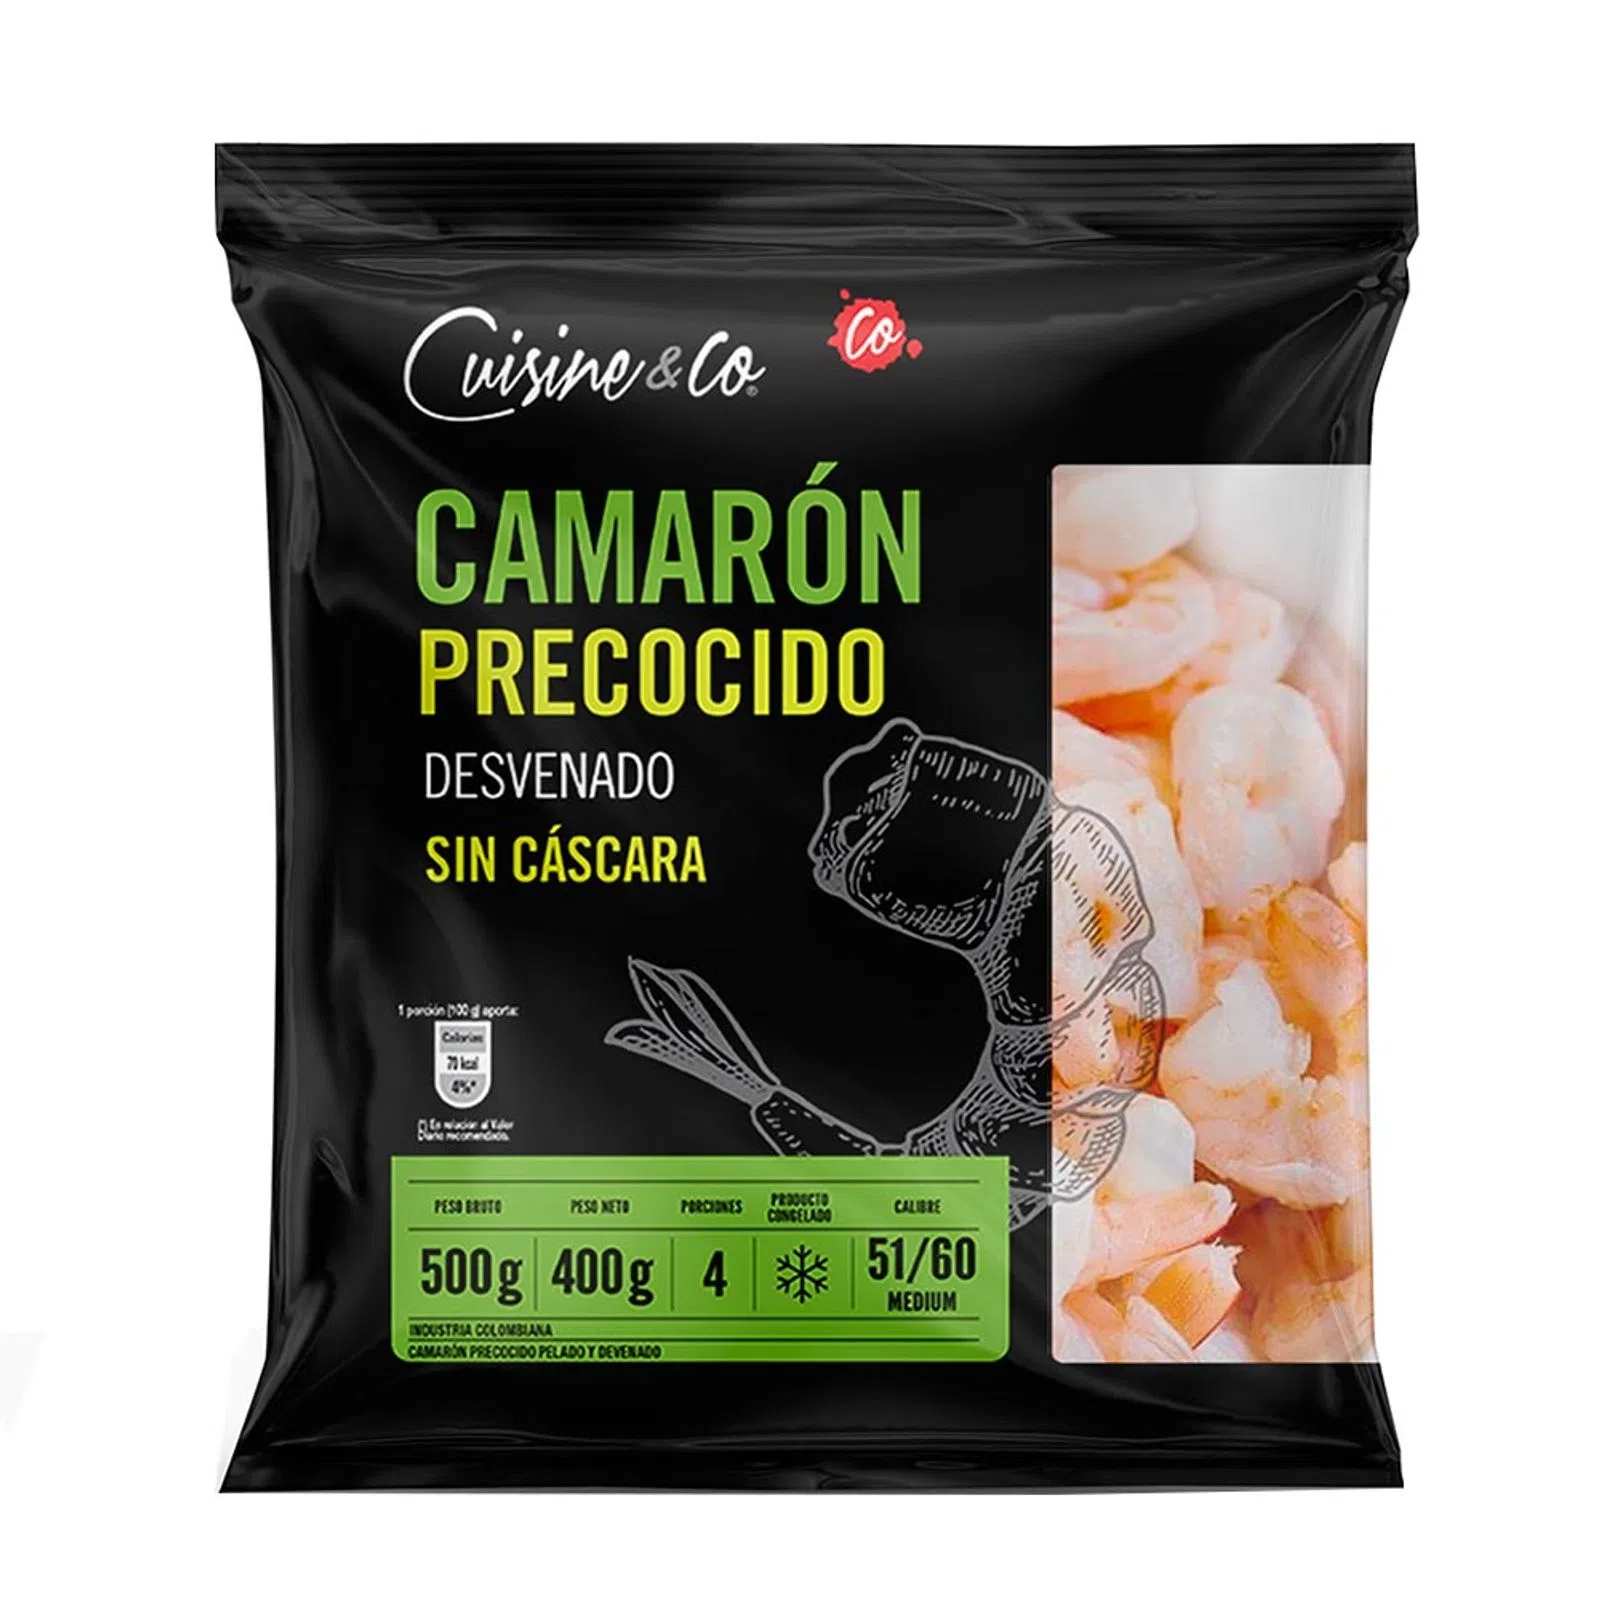 Cuisine & Co®
Co
CAMARÓN
PRECOCIDO
DESVENADO
SIN CÁSCARA
1 porción (100 g) aporta:
Calorías
70 kcal
4%*
(*) En relación al Valor
Diario recomendado.
PESO BRUTO PESO NETO PORCIONES PRODUCTO CONGELADO CALIBRE
500g 400g 4 51/60
MEDIUM
INDUSTRIA COLOMBIANA
CAMARÓN PRECOCIDO PELADO Y DEVENADO